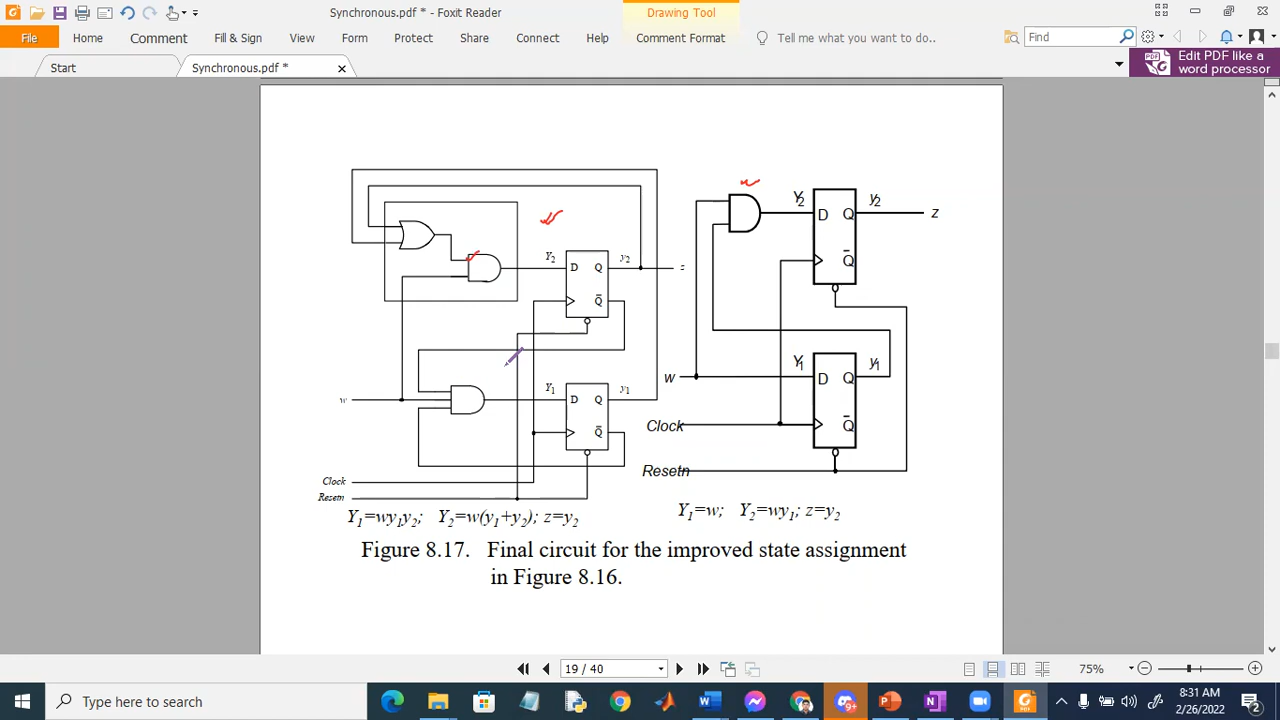 Synchronous.pdf * - Foxit Reader
Drawing Tool
File
Home
Comment
Fill & Sign
View
Form
Protect
Share
Connect
Help
Comment Format
Tell me what you want to do..
Find
Start
Synchronous.pdf *
Edit PDF like a
word processor
Y2
D
Q
y2
z
Q̅
Y1
D
Q
y1
Q̅
w
Clock
Resetn
Y1=wy1y2; Y2=w(y1+y2); z=y2
Y2
D
Q
y2
z
Q̅
w
Y1
D
Q
y1
Clock
Q̅
Resetn
Y1=w; Y2=wy1; z=y2
Figure 8.17. Final circuit for the improved state assignment
in Figure 8.16.
19 / 40
75%
Type here to search
9+
8:31 AM
2/26/2022
2